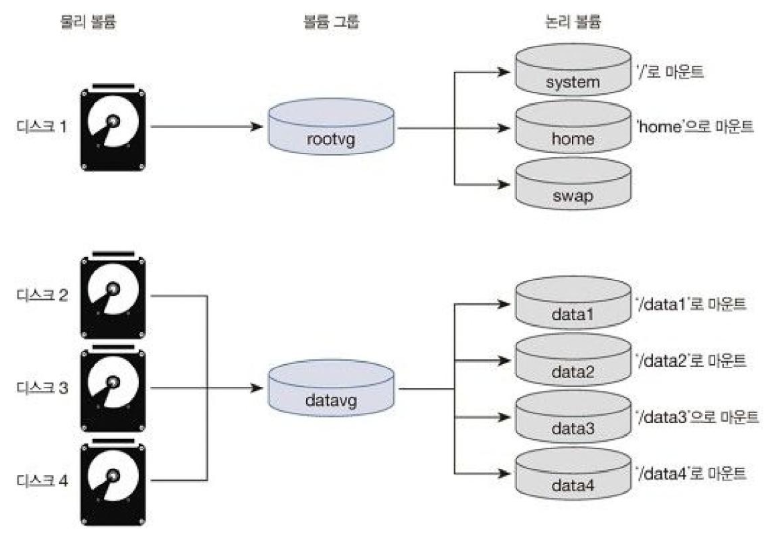 물리 볼륨 볼륨 그룹 논리 볼륨
디스크 1
rootvg
system
'/'로 마운트
home
'home'으로 마운트
swap
디스크 2
디스크 3
디스크 4
datavg
data1
'/data1'로 마운트
data2
'/data2'로 마운트
data3
'/data3'으로 마운트
data4
'/data4'로 마운트